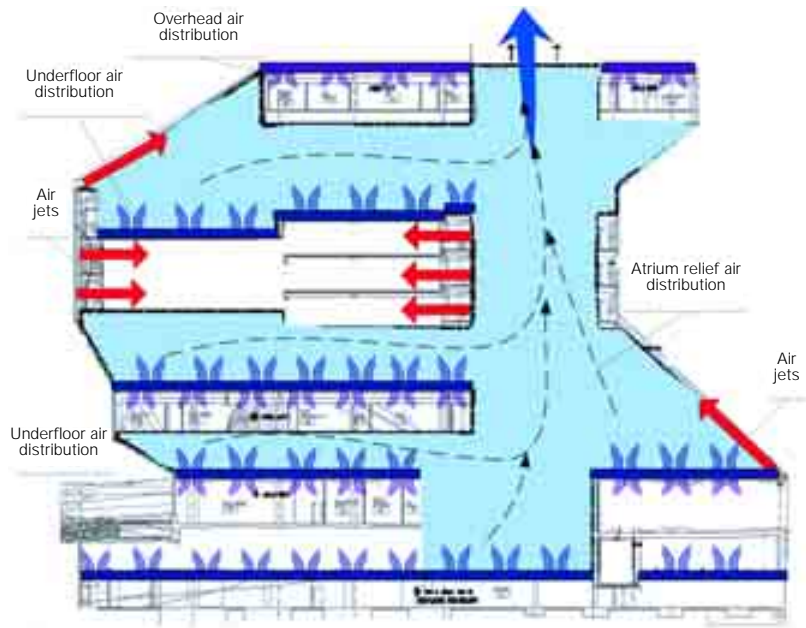 Overhead air
distribution
Underfloor air
distribution
Air
jets
Atrium relief air
distribution
Air
jets
Underfloor air
distribution